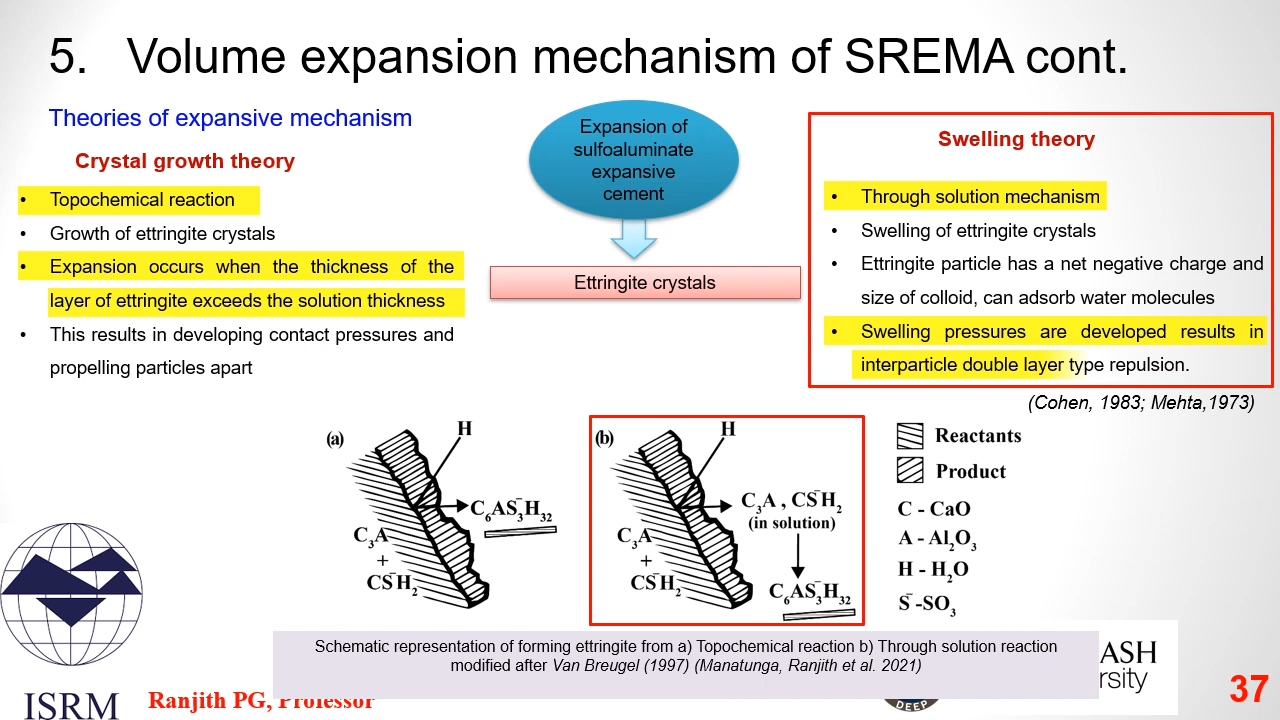 5. Volume expansion mechanism of SREMA cont.
Theories of expansive mechanism
Crystal growth theory
• Topochemical reaction
• Growth of ettringite crystals
• Expansion occurs when the thickness of the
layer of ettringite exceeds the solution thickness
• This results in developing contact pressures and
propelling particles apart
Expansion of
sulfoaluminate
expansive
cement
Ettringite crystals
Swelling theory
• Through solution mechanism
• Swelling of ettringite crystals
• Ettringite particle has a net negative charge and
size of colloid, can adsorb water molecules
• Swelling pressures are developed results in
interparticle double layer type repulsion.
(Cohen, 1983; Mehta,1973)
(a)
H
C₆AS̄₃H₃₂
C₃A
+
CS̄H₂
(b)
H
C₃A , CS̄H₂
(in solution)
C₃A
+
CS̄H₂
C₆AS̄₃H₃₂
Reactants
Product
C - CaO
A - Al₂O₃
H - H₂O
S̄ -SO₃
Schematic representation of forming ettringite from a) Topochemical reaction b) Through solution reaction
modified after Van Breugel (1997) (Manatunga, Ranjith et al. 2021)
ISRM
Ranjith PG, Professor
DEEP
ASH
rsity
37